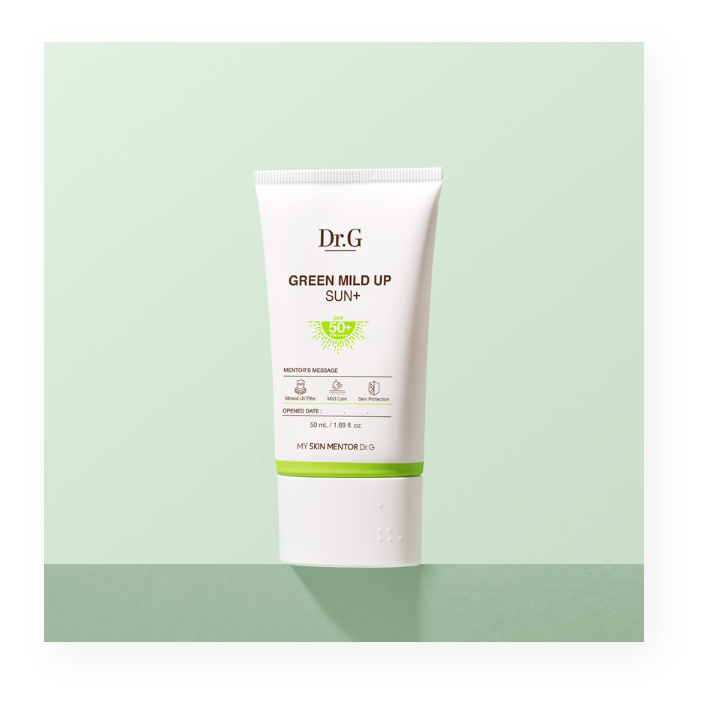 Dr.G
GREEN MILD UP
SUN+
SPF
50+
MENTOR'S MESSAGE
Mineral UV Filter Mild Care Skin Protection
OPENED DATE : . .
50 mL / 1.69 fl. oz.
MY SKIN MENTOR Dr.G